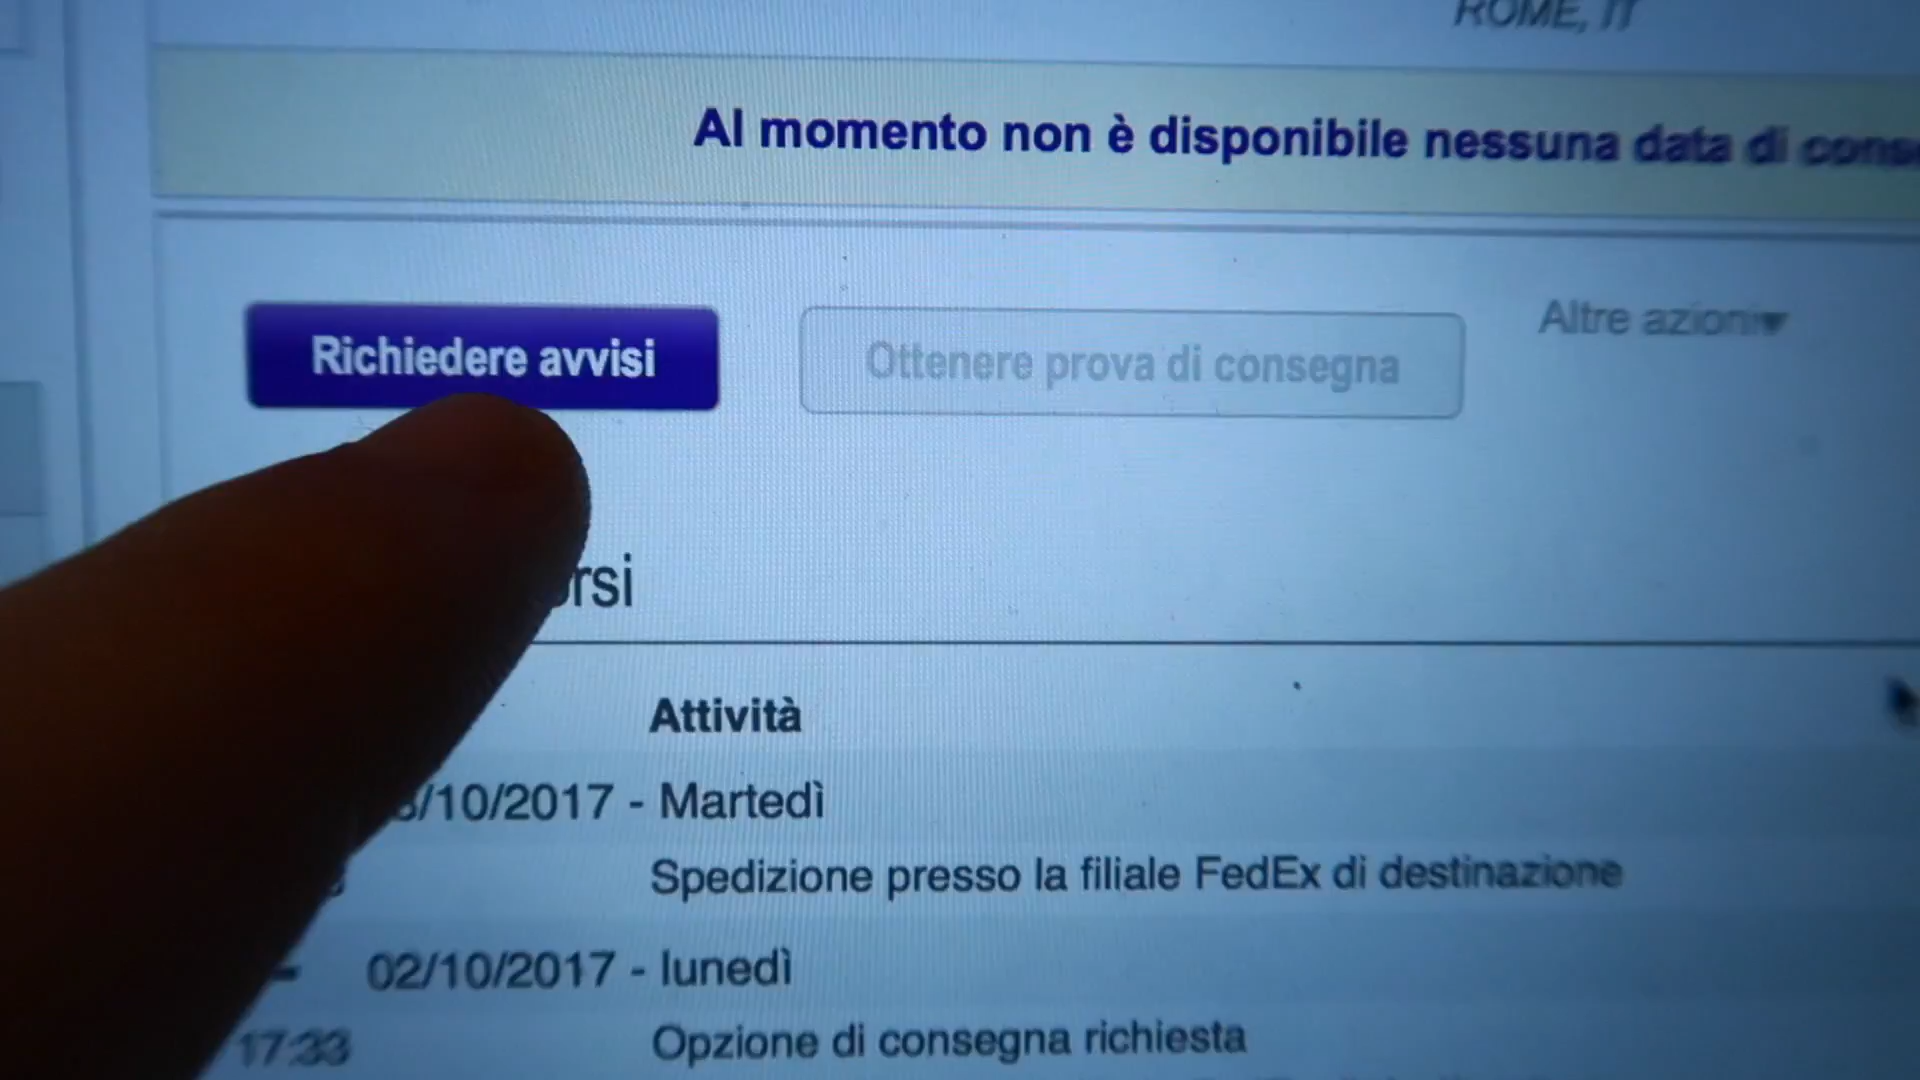 ROME, IT
Al momento non è disponibile nessuna data di
Richiedere avvisi
Ottenere prova di consegna
Altre azioni
Attività
/10/2017 - Martedì
Spedizione presso la filiale FedEx di destinazione
02/10/2017 - lunedì
17:33
Opzione di consegna richiesta